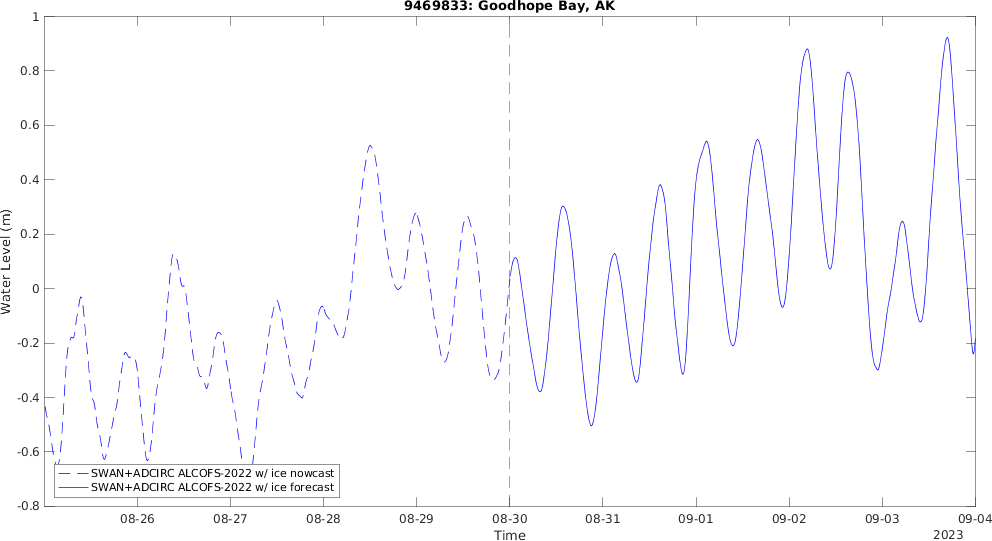 9469833: Goodhope Bay, AK
Water Level (m)
1
0.8
0.6
0.4
0.2
0
-0.2
-0.4
-0.6
-0.8
SWAN+ADCIRC ALCOFS-2022 w/ ice nowcast
SWAN+ADCIRC ALCOFS-2022 w/ ice forecast
08-26 08-27 08-28 08-29 08-30 08-31 09-01 09-02 09-03 09-04
Time
2023